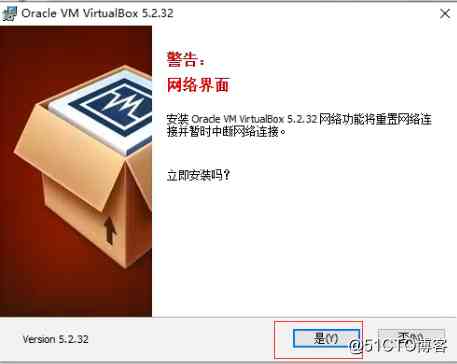 Oracle VM VirtualBox 5.2.32
警告:
网络界面
安装 Oracle VM VirtualBox 5.2.32 网络功能将重置网络连
接并暂时中断网络连接。
立即安装吗?
Version 5.2.32
是(Y)
否(N)
@51CTO博客